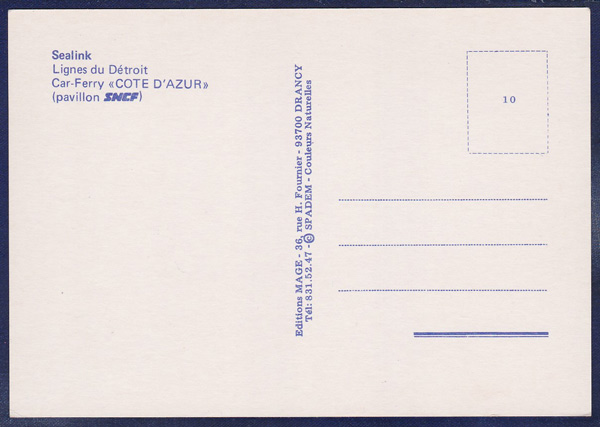 Sealink
Lignes du Détroit
Car-Ferry «COTE D'AZUR»
(pavillon SNCF)
Editions MAGE - 36, rue H. Fournier - 93700 DRANCY
Tél: 831.52.47 - © SPADEM - Couleurs Naturelles
10